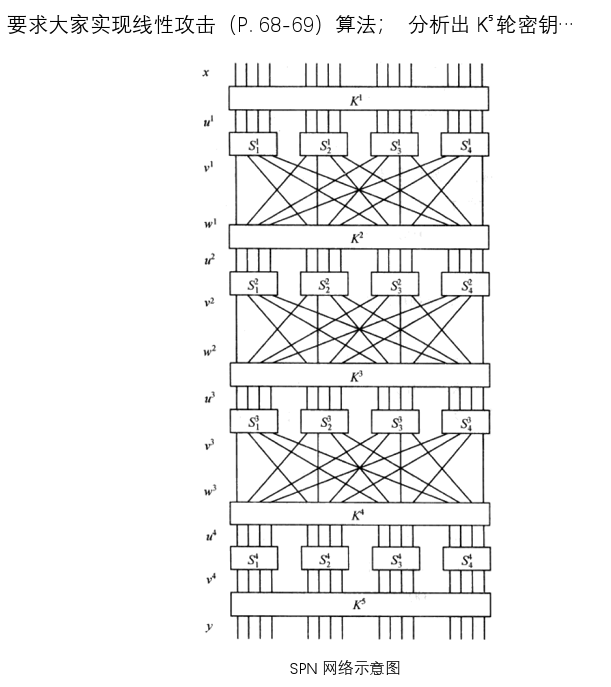 要求大家实现线性攻击（P. 68-69）算法； 分析出 K⁵轮密钥…
x
K¹
u¹
S₁¹ S₂¹ S₃¹ S₄¹
v¹
w¹
K²
u²
S₁² S₂² S₃² S₄²
v²
w²
K³
u³
S₁³ S₂³ S₃³ S₄³
v³
w³
K⁴
u⁴
S₁⁴ S₂⁴ S₃⁴ S₄⁴
v⁴
K⁵
y
SPN 网络示意图